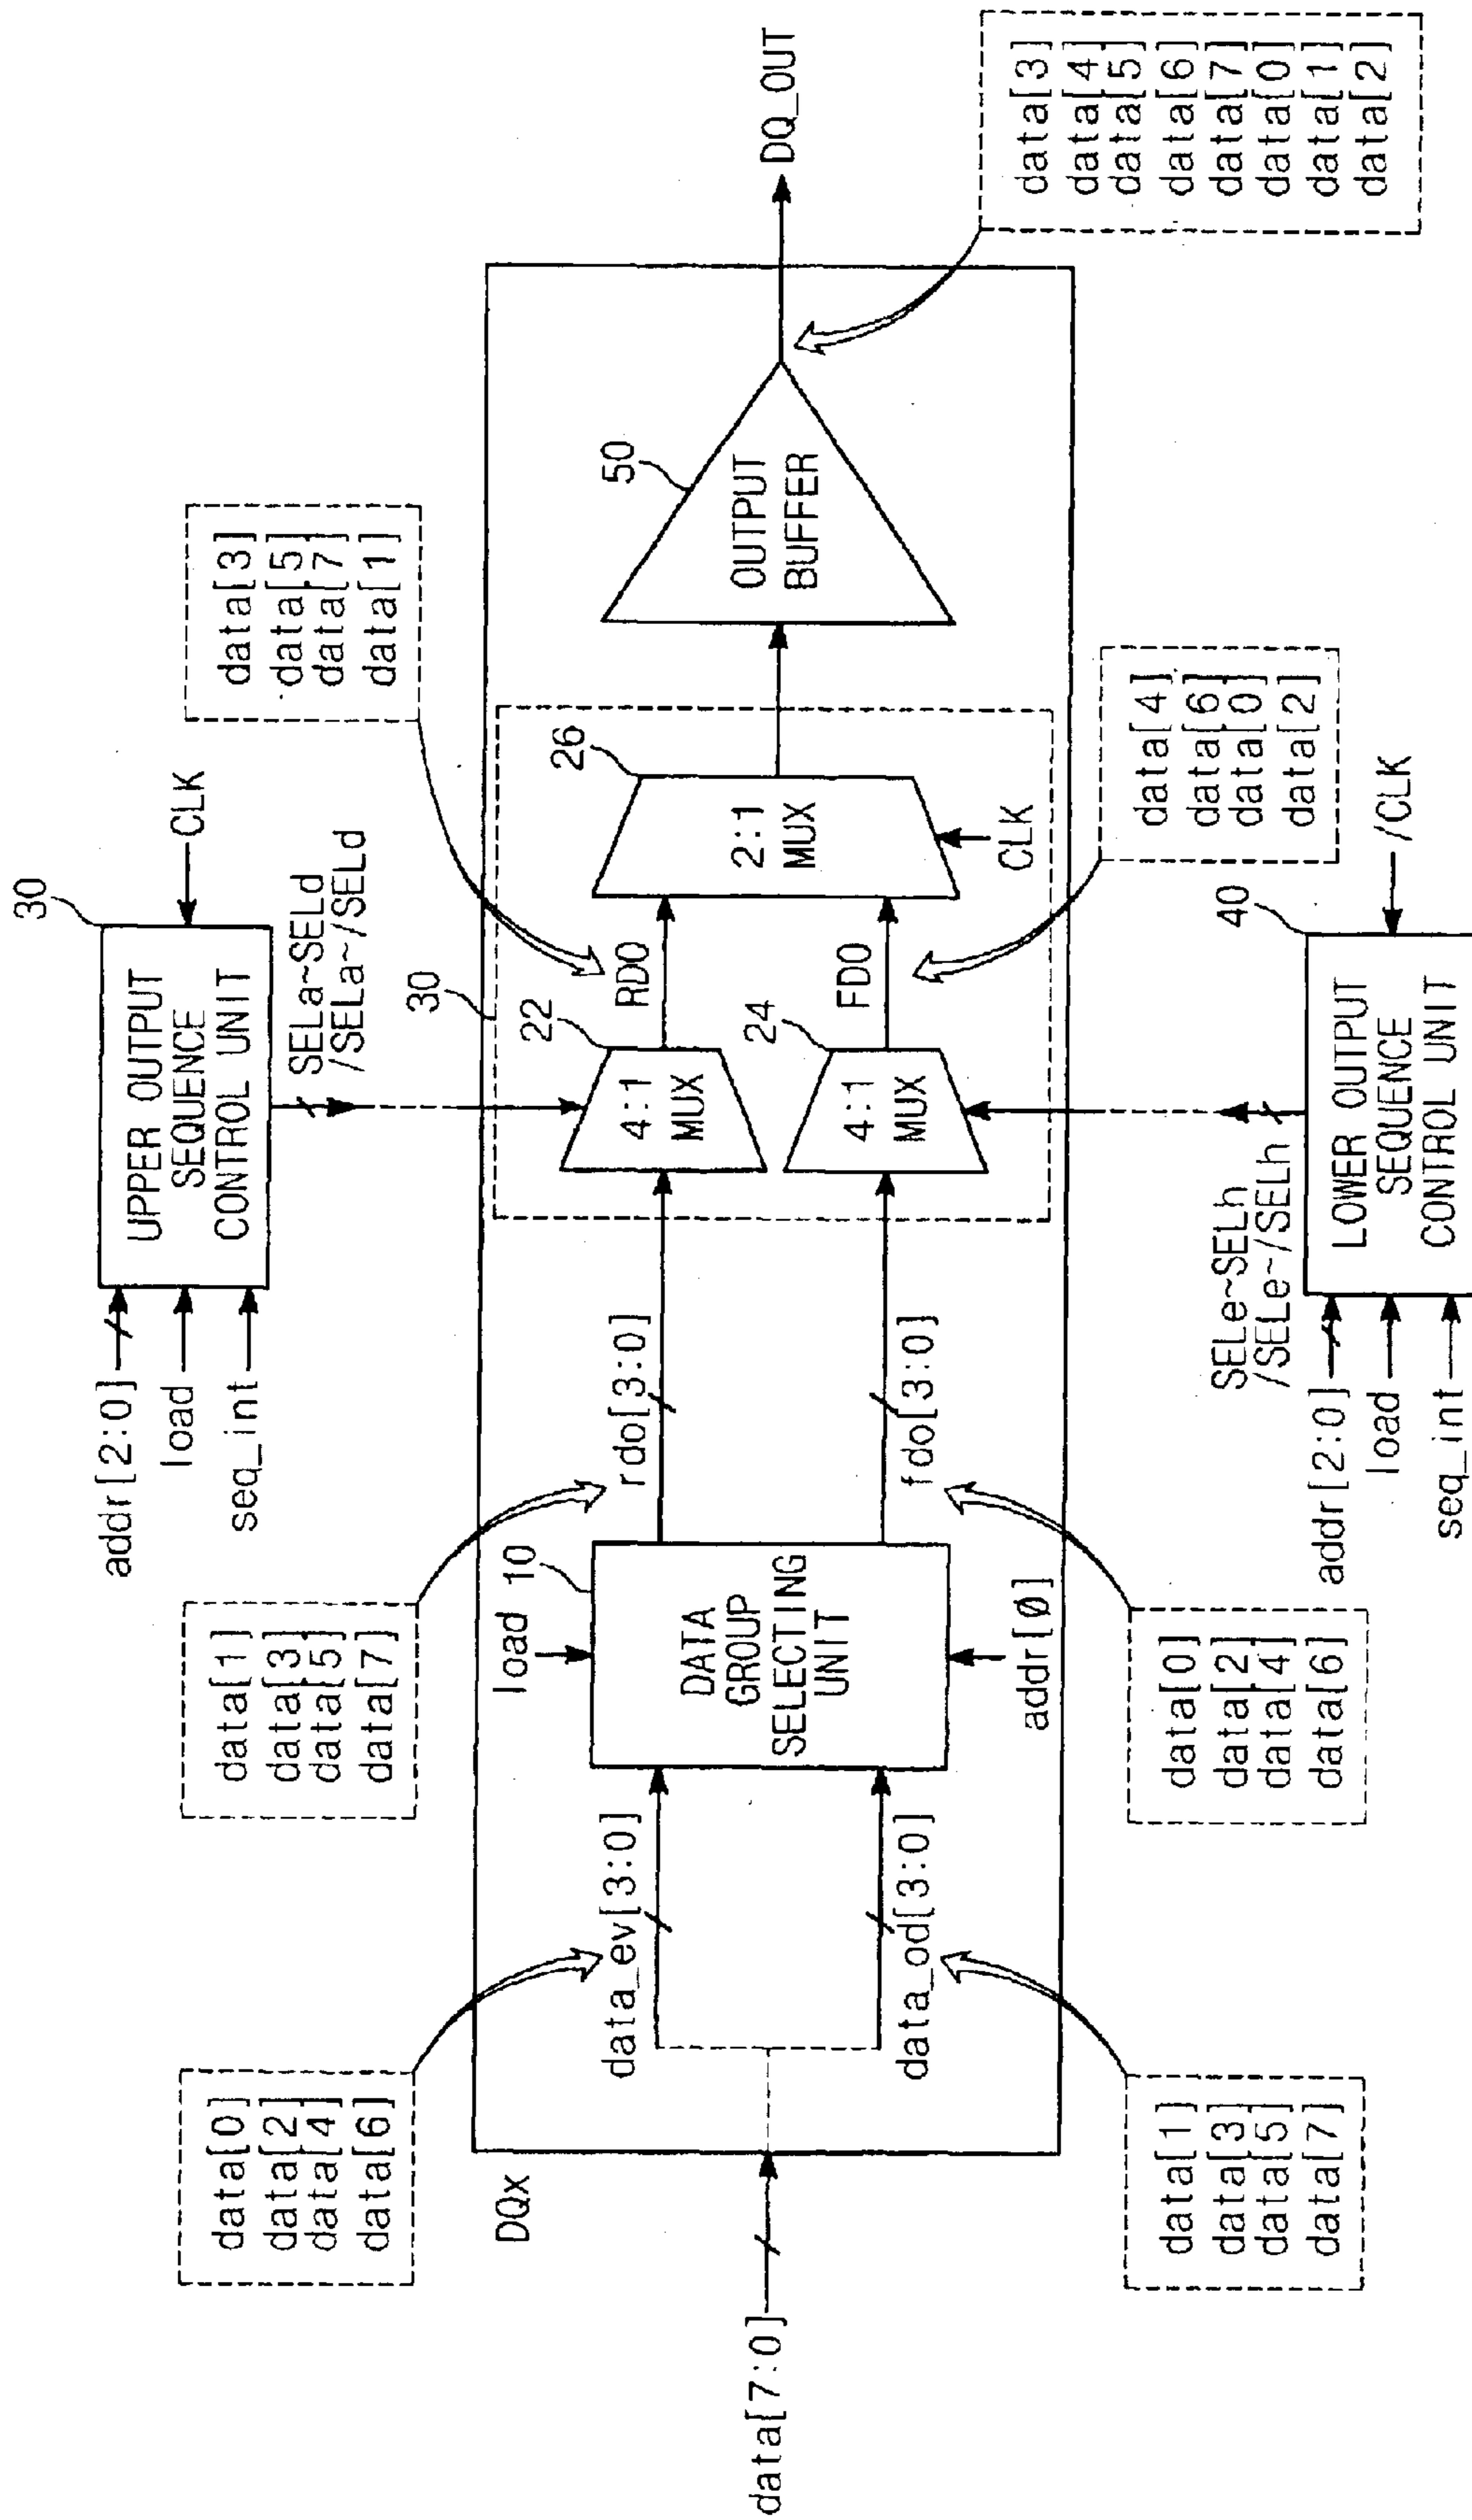 addr[2:0]
load
seq_int
UPPER OUTPUT
SEQUENCE
CONTROL UNIT
30
CLK
SELa~SELd
/SELa~/SELd
data[0]
data[2]
data[4]
data[6]
data[1]
data[3]
data[5]
data[7]
data[3]
data[5]
data[7]
data[1]
DQx
data[7:0]
data_ev[3:0]
data_od[3:0]
load
10
DATA
GROUP
SELECTING
UNIT
addr[0]
rdo[3:0]
fdo[3:0]
30
22
4:1
MUX
24
4:1
MUX
RDO
FDO
26
2:1
MUX
CLK
50
OUTPUT
BUFFER
DQ_OUT
data[1]
data[3]
data[5]
data[7]
data[0]
data[2]
data[4]
data[6]
data[4]
data[6]
data[0]
data[2]
data[3]
data[4]
data[5]
data[6]
data[7]
data[0]
data[1]
data[2]
SELe~SELh
/SELe~/SELh
addr[2:0]
load
seq_int
LOWER OUTPUT
SEQUENCE
CONTROL UNIT
40
/CLK